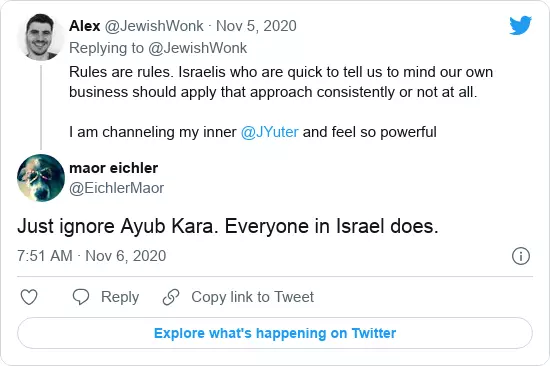 Alex @JewishWonk · Nov 5, 2020
Replying to @JewishWonk
Rules are rules. Israelis who are quick to tell us to mind our own
business should apply that approach consistently or not at all.
I am channeling my inner @JYuter and feel so powerful
maor eichler
@EichlerMaor
Just ignore Ayub Kara. Everyone in Israel does.
7:51 AM · Nov 6, 2020
Reply
Copy link to Tweet
Explore what's happening on Twitter